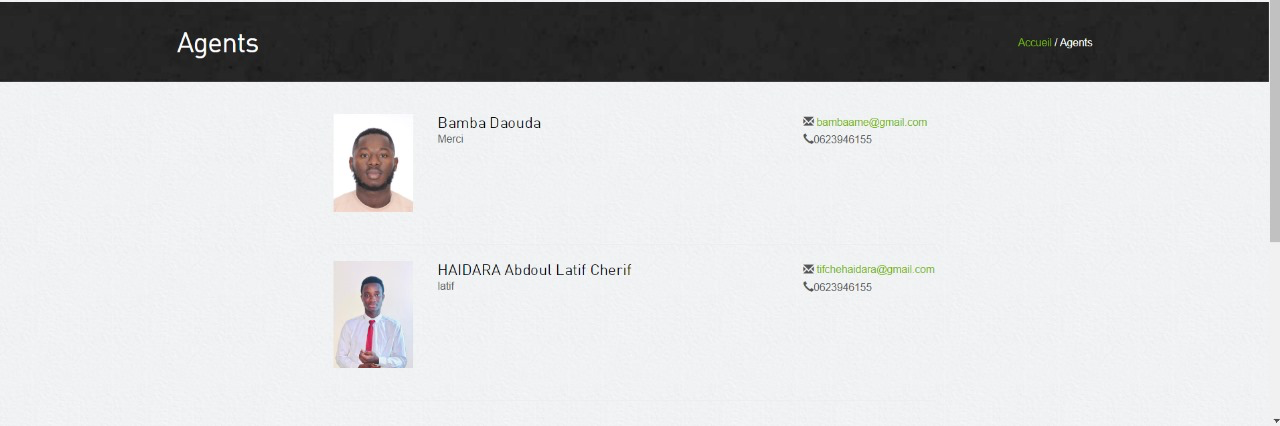 Agents
Accueil / Agents
Bamba Daouda
Merci
bambaame@gmail.com
0623946155
HAIDARA Abdoul Latif Cherif
latif
tifchehaidara@gmail.com
0623946155